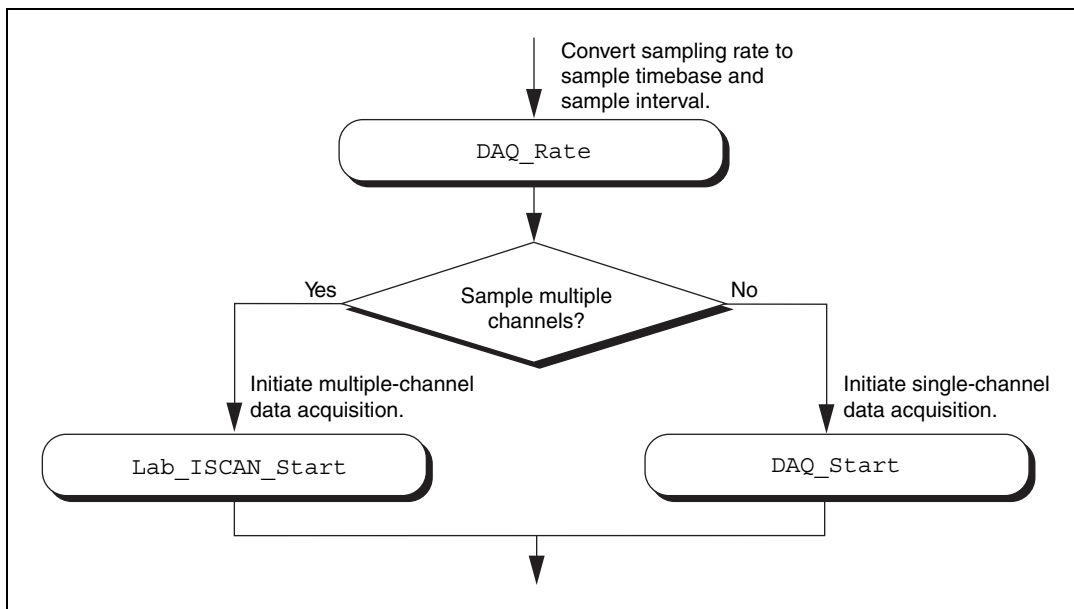 Convert sampling rate to
sample timebase and
sample interval.
DAQ_Rate
Yes
Sample multiple
channels?
No
Initiate multiple-channel
data acquisition.
Initiate single-channel
data acquisition.
Lab_ISCAN_Start
DAQ_Start